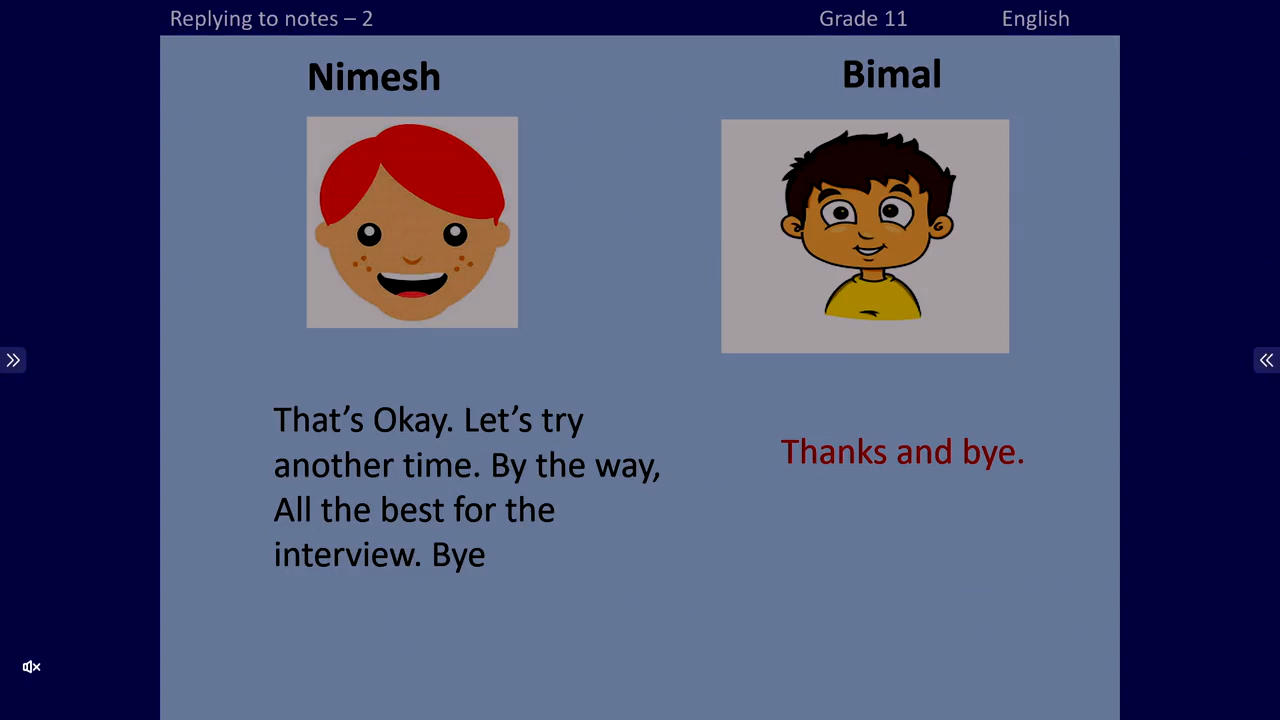 Replying to notes – 2 Grade 11 English
Nimesh
Bimal
That's Okay. Let's try
another time. By the way,
All the best for the
interview. Bye
Thanks and bye.